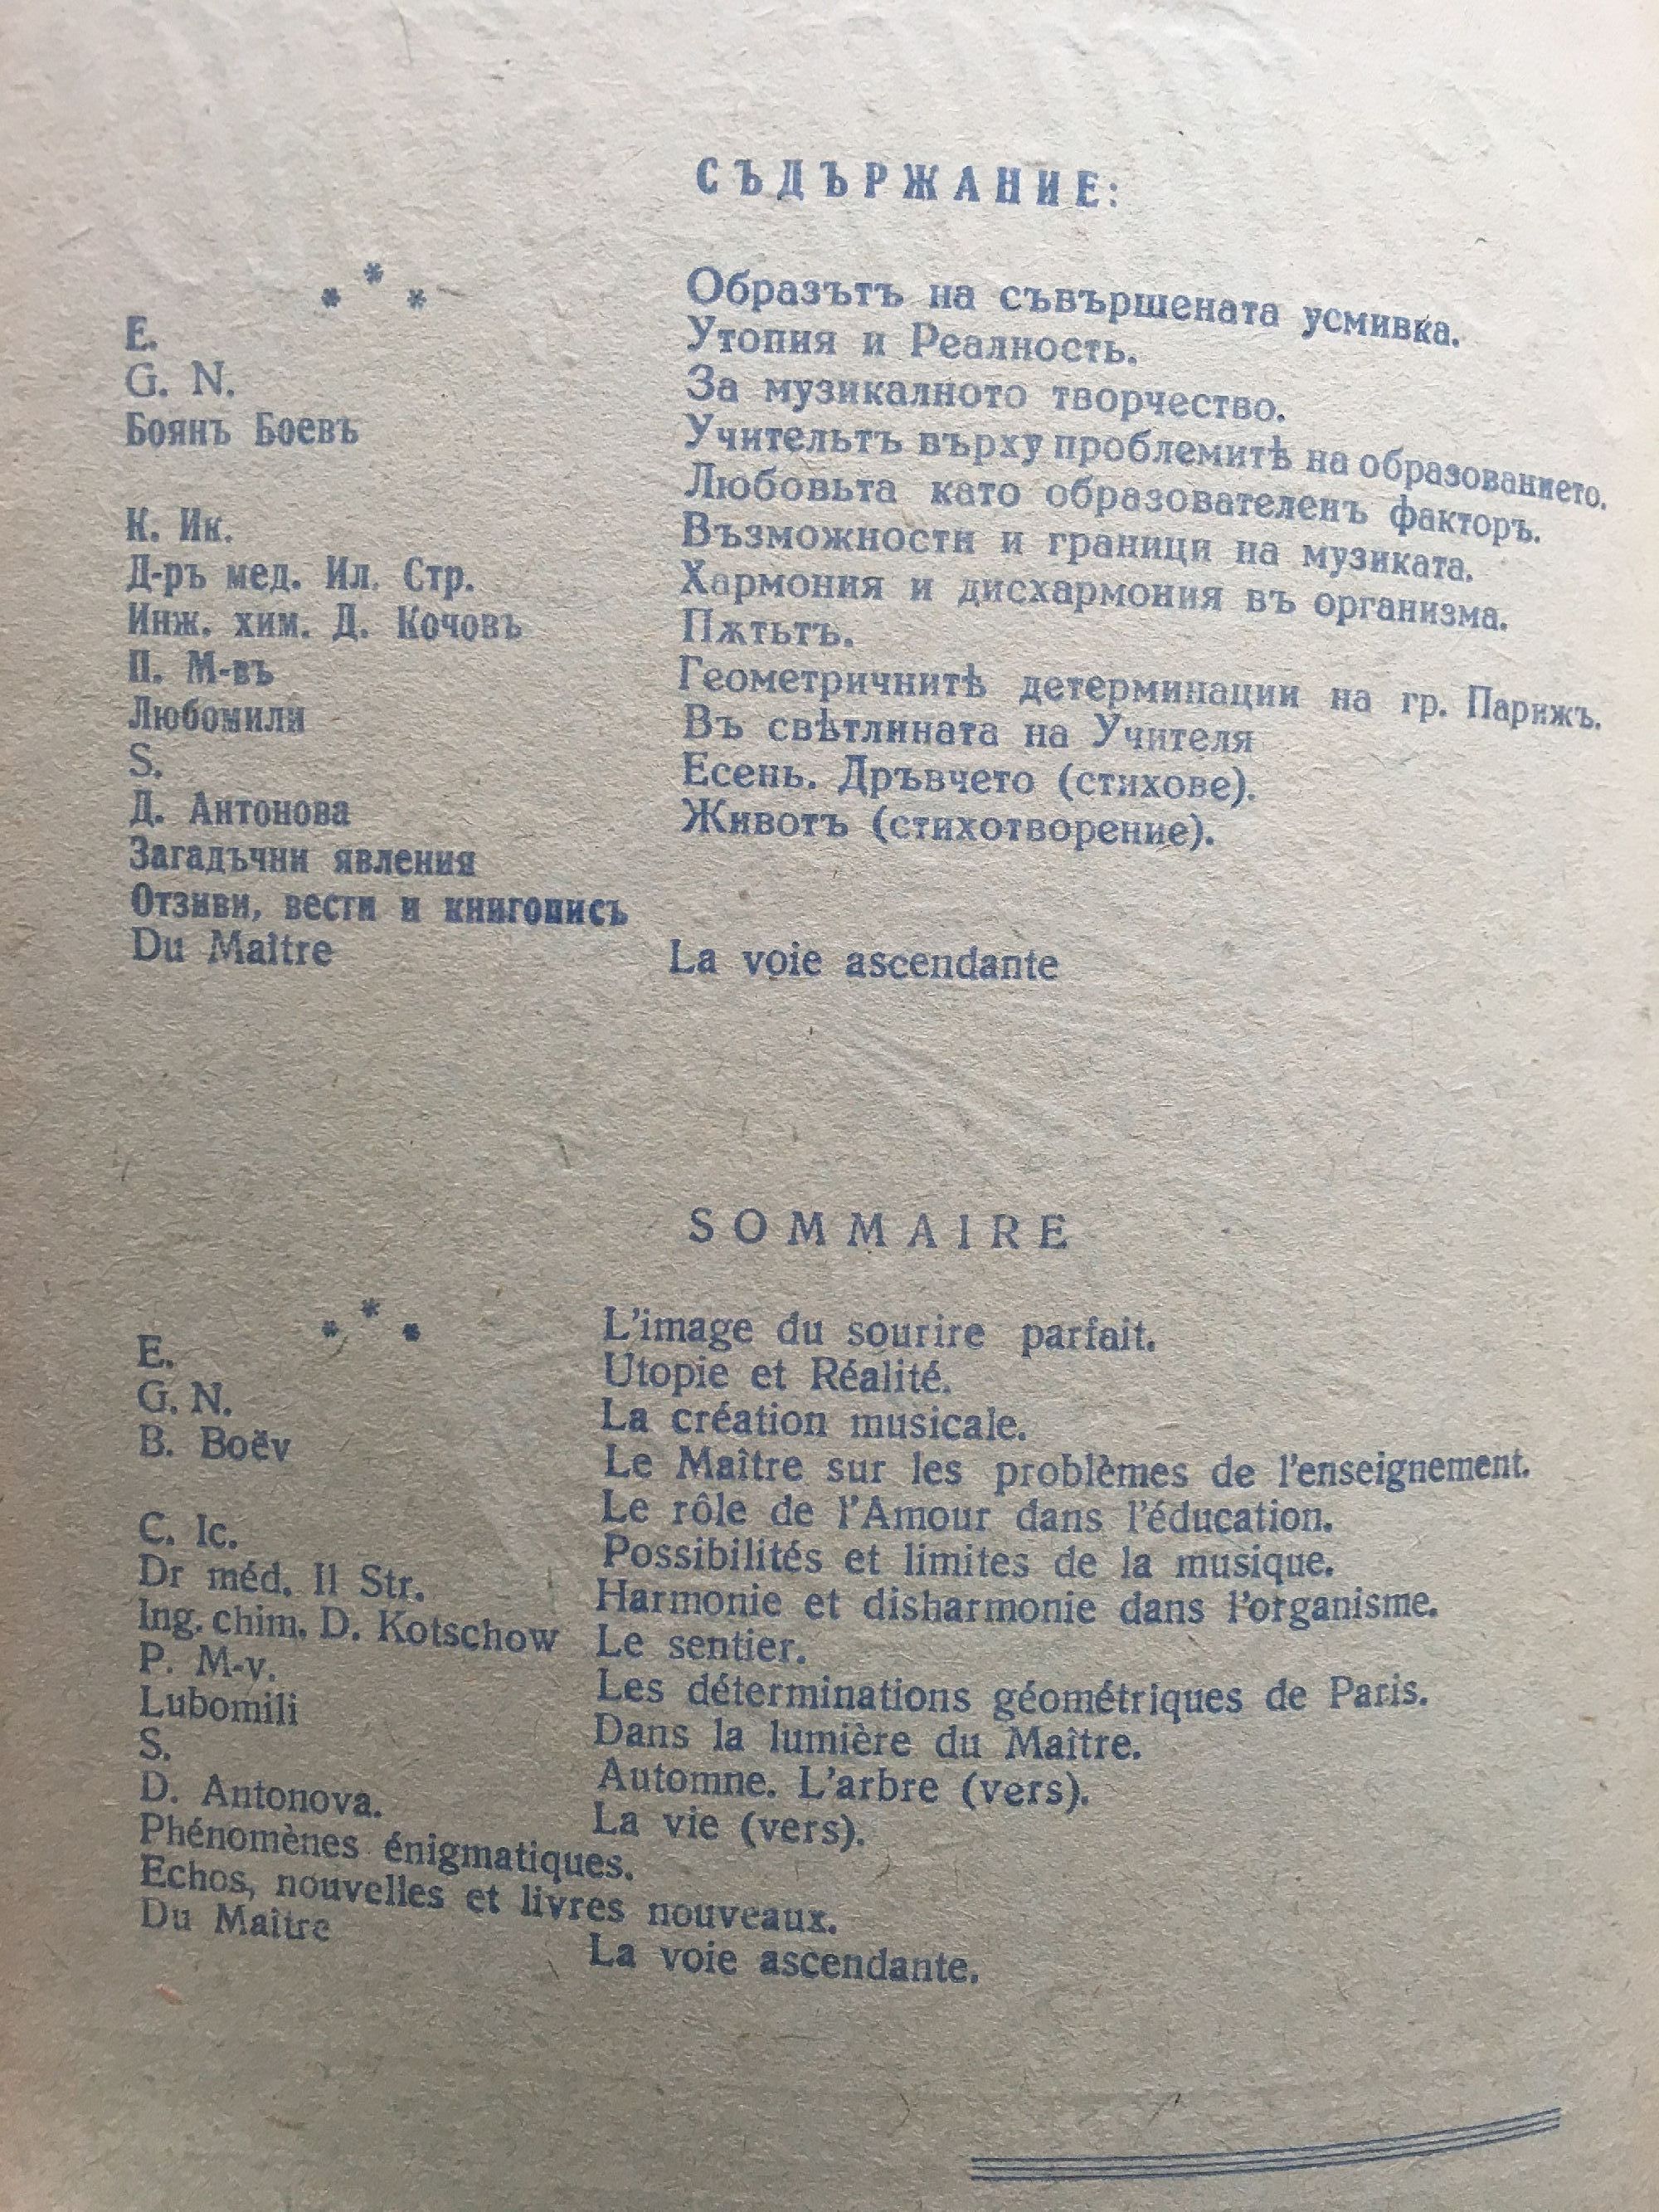 СЪДЪРЖАНИЕ:
* * * Образътъ на съвършената усмивка.
Е. Утопия и Реалность.
G. N. За музикалното творчество.
Боянъ Боевъ Учительтъ върху проблемитѣ на образованието.
Любовьта като образователенъ факторъ.
К. Ик. Възможности и граници на музиката.
Д-ръ мед. Ил. Стр. Хармония и дисхармония въ организма.
Инж. хим. Д. Кочовъ Пѫтьтъ.
П. М-въ Геометричнитѣ детерминации на гр. Парижъ.
Любомили Въ свѣтлината на Учителя
S. Есень. Дръвчето (стихове).
Д. Антонова Животъ (стихотворение).
Загадъчни явления
Отзиви, вести и книгописъ
Du Maître La voie ascendante
SOMMAIRE
* * * L'image du sourire parfait.
E. Utopie et Réalité.
G. N. La création musicale.
B. Boëv Le Maître sur les problèmes de l'enseignement.
Le rôle de l'Amour dans l'éducation.
C. Ic. Possibilités et limites de la musique.
Dr méd. Il Str. Harmonie et disharmonie dans l'organisme.
Ing. chim. D. Kotschow Le sentier.
P. M-v. Les déterminations géométriques de Paris.
Lubomili Dans la lumière du Maître.
S. Automne. L'arbre (vers).
D. Antonova. La vie (vers).
Phénomènes énigmatiques.
Echos, nouvelles et livres nouveaux.
Du Maître La voie ascendante.